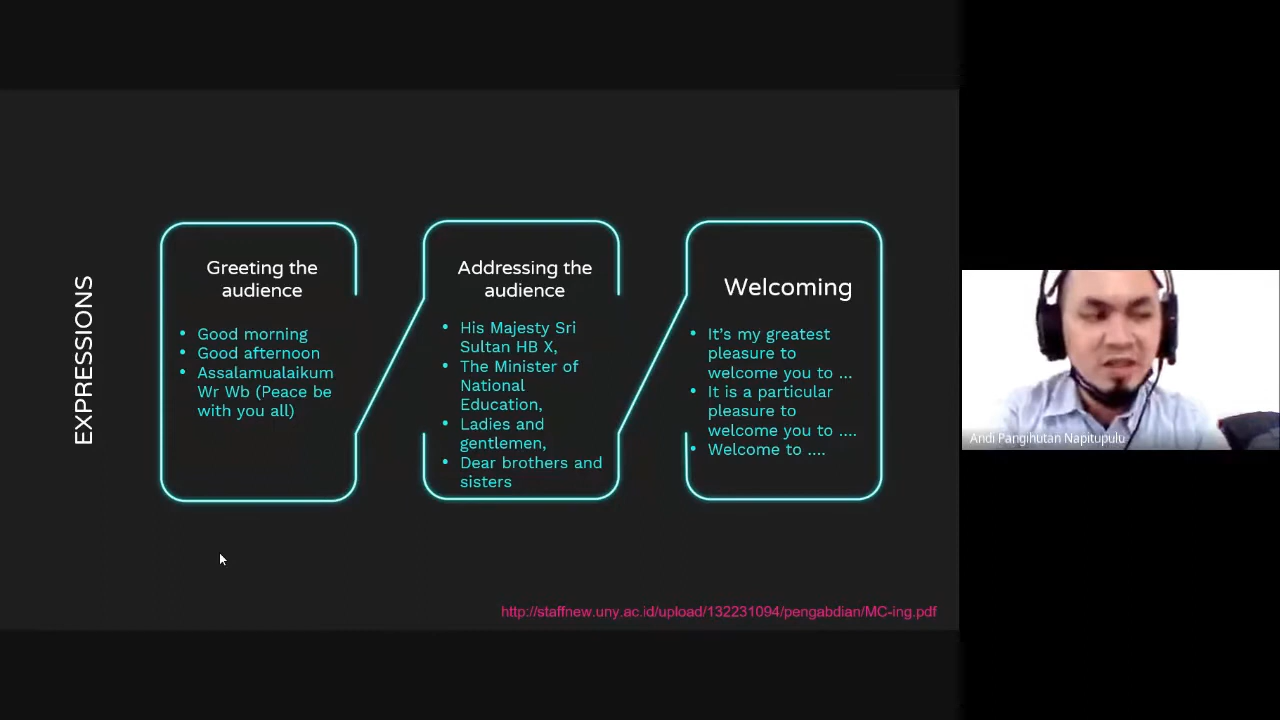 EXPRESSIONS
Greeting the
audience
• Good morning
• Good afternoon
• Assalamualaikum
Wr Wb (Peace be
with you all)
Addressing the
audience
• His Majesty Sri
Sultan HB X,
• The Minister of
National
Education,
• Ladies and
gentlemen,
• Dear brothers and
sisters
Welcoming
• It’s my greatest
pleasure to
welcome you to ...
• It is a particular
pleasure to
welcome you to ....
• Welcome to ....
http://staffnew.uny.ac.id/upload/132231094/pengabdian/MC-ing.pdf
Andi Pangihutan Napitupulu